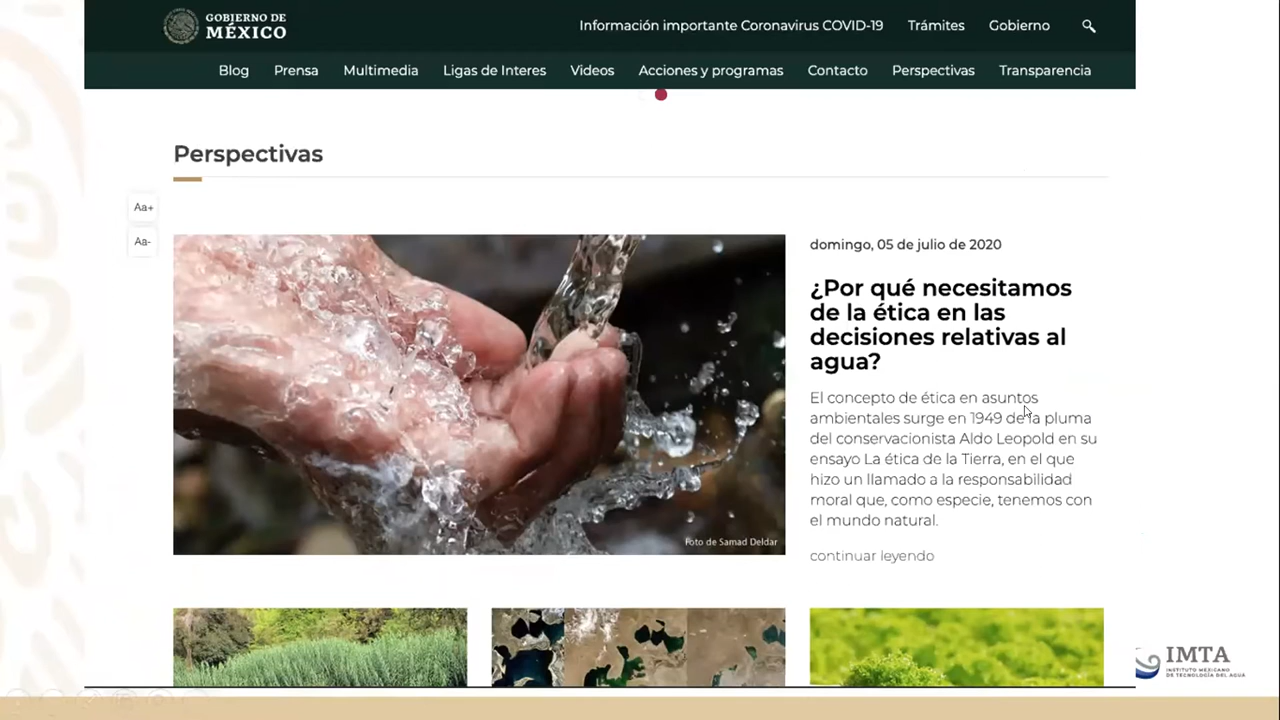 GOBIERNO DE
MÉXICO
Información importante Coronavirus COVID-19 Trámites Gobierno
Blog Prensa Multimedia Ligas de Interes Videos Acciones y programas Contacto Perspectivas Transparencia
Perspectivas
Aa+
Aa-
domingo, 05 de julio de 2020
¿Por qué necesitamos
de la ética en las
decisiones relativas al
agua?
El concepto de ética en asuntos
ambientales surge en 1949 de la pluma
del conservacionista Aldo Leopold en su
ensayo La ética de la Tierra, en el que
hizo un llamado a la responsabilidad
moral que, como especie, tenemos con
el mundo natural.
continuar leyendo
Foto de Samad Deldar
IMTA
INSTITUTO MEXICANO
DE TECNOLOGÍA DEL AGUA